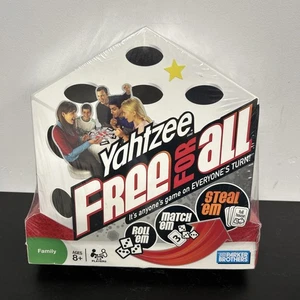 Yahtzee
FREE FOR ALL
It's anyone's game on EVERYONE'S TURN!
ROLL 'EM
MATCH 'EM
STEAL 'EM
Family
AGES 8+
PARKER BROTHERS